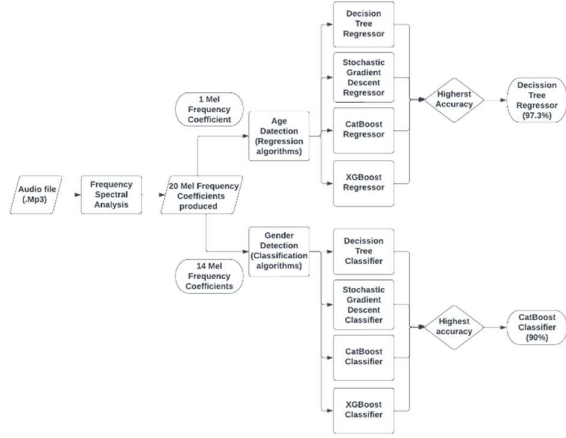 Audio file
(.Mp3)
Frequency
Spectral
Analysis
20 Mel Frequency
Coefficients
produced
1 Mel
Frequency
Coefficient
14 Mel
Frequency
Coefficients
Age
Datection
(Regression
algorithms)
Decision
Tree
Regressor
Stochastic
Gradient
Descent
Regressor
CatBoost
Regressor
XGBoost
Regressor
Higherst
Accuracy
Decission
Tree
Regressor
(97.3%)
Gender
Detection
(Classification
algorithms)
Decission
Tree
Classifier
Stochastic
Gradient
Descent
Classifier
CatBoost
Classifier
XGBoost
Classifier
Highest
accuracy
CatBoost
Classifier
(90%)